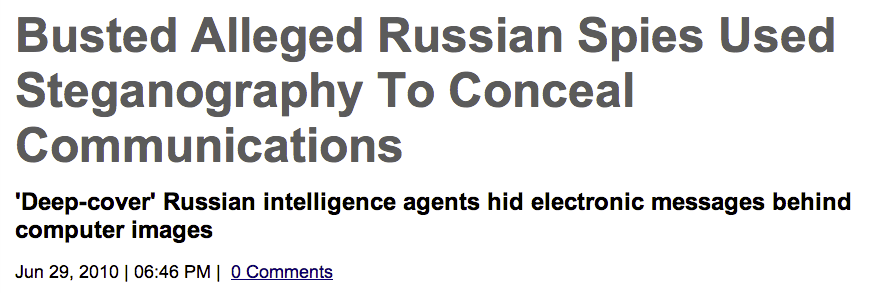 Busted Alleged Russian Spies Used
Steganography To Conceal
Communications
'Deep-cover' Russian intelligence agents hid electronic messages behind
computer images
Jun 29, 2010 | 06:46 PM | 0 Comments